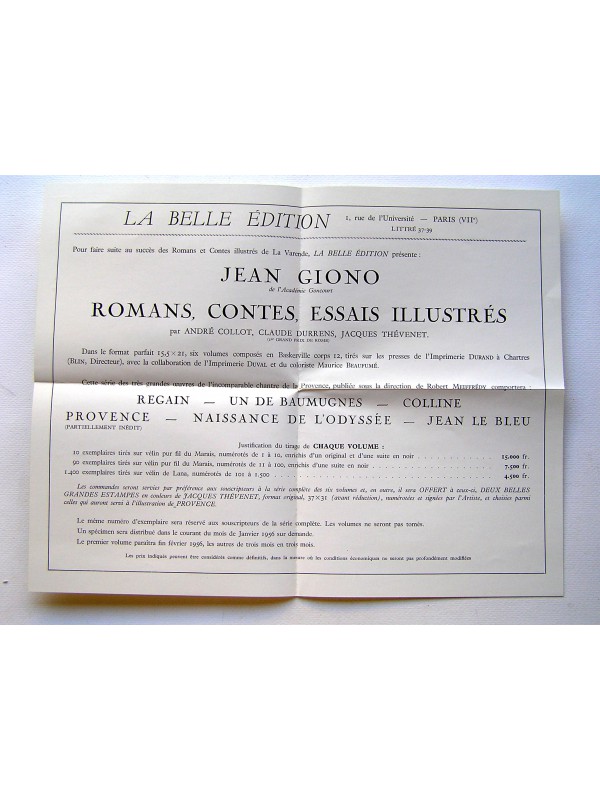 LA BELLE ÉDITION 1, rue de l'Université — PARIS (VIIe)
LITTRÉ 37-39
Pour faire suite au succès des Romans et Contes illustrés de La Varende, LA BELLE ÉDITION présente :
JEAN GIONO
de l'Académie Goncourt
ROMANS, CONTES, ESSAIS ILLUSTRÉS
par ANDRÉ COLLOT, CLAUDE DURRENS, JACQUES THÉVENET.
(1er GRAND PRIX DE ROME)
Dans le format parfait 15,5 × 21, six volumes composés en Baskerville corps 12, tirés sur les presses de l'Imprimerie DURAND à Chartres
(BLIN, Directeur), avec la collaboration de l'Imprimerie DUVAL et du coloriste Maurice BEAUFUMÉ.
Cette série des très grandes œuvres de l'incomparable chantre de la Provence, publiée sous la direction de Robert MEIFFRÉDY comportera :
REGAIN — UN DE BAUMUGNES — COLLINE
PROVENCE — NAISSANCE DE L'ODYSSÉE — JEAN LE BLEU
(PARTIELLEMENT INÉDIT)
Justification du tirage de CHAQUE VOLUME :
10 exemplaires tirés sur vélin pur fil du Marais, numérotés de 1 à 10, enrichis d'un original et d'une suite en noir . . . . . . . . . . . . 15.000 fr.
90 exemplaires tirés sur vélin pur fil du Marais, numérotés de 11 à 100, enrichis d'une suite en noir . . . . . . . . . . . . 7.500 fr.
1.400 exemplaires tirés sur vélin de Lana, numérotés de 101 à 1.500 . . . . . . . . . . . . 4.500 fr.
Les commandes seront servies par préférence aux souscripteurs à la série complète des six volumes et, en outre, il sera OFFERT à ceux-ci, DEUX BELLES
GRANDES ESTAMPES en couleurs de JACQUES THÉVENET, format original, 37×31 (avant réduction), numérotées et signées par l'Artiste, et choisies parmi
celles qui auront servi à l'illustration de PROVENCE.
Le même numéro d'exemplaire sera réservé aux souscripteurs de la série complète. Les volumes ne seront pas tomés.
Un spécimen sera distribué dans le courant du mois de Janvier 1956 sur demande.
Le premier volume paraîtra fin février 1956, les autres de trois mois en trois mois.
Les prix indiqués peuvent être considérés comme définitifs, dans la mesure où les conditions économiques ne seront pas profondément modifiées